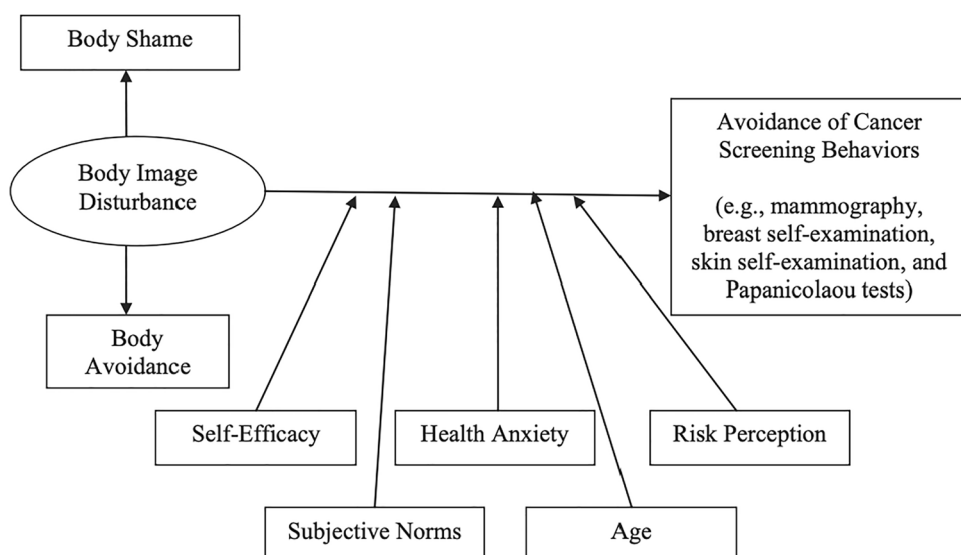 Body Shame
Body Image
Disturbance
Body
Avoidance
Avoidance of Cancer
Screening Behaviors
(e.g., mammography,
breast self-examination,
skin self-examination, and
Papanicolaou tests)
Self-Efficacy
Health Anxiety
Risk Perception
Subjective Norms
Age